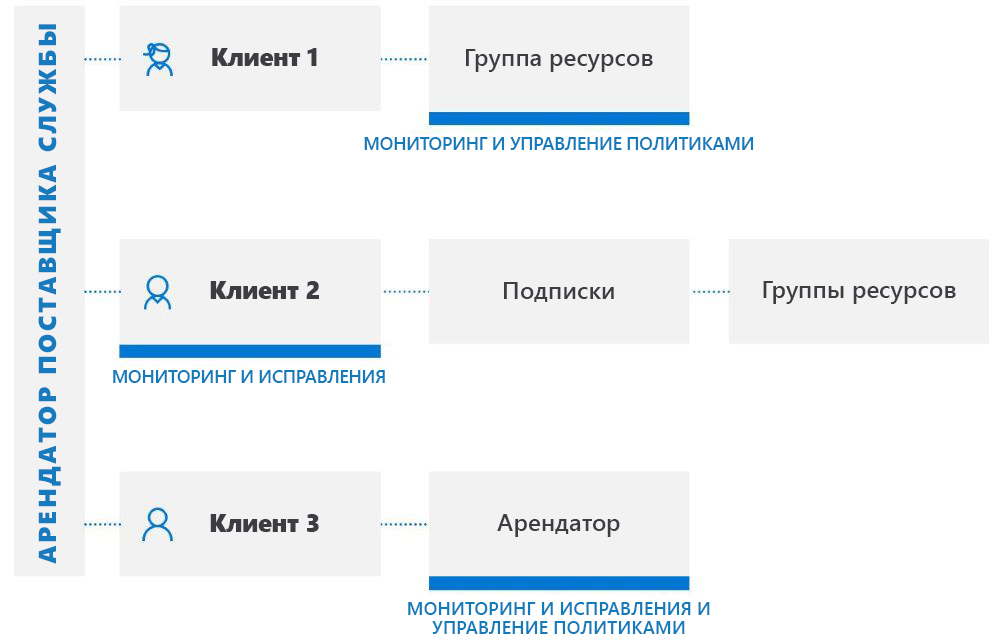 АРЕНДАТОР ПОСТАВЩИКА СЛУЖБЫ
Клиент 1
Группа ресурсов
МОНИТОРИНГ И УПРАВЛЕНИЕ ПОЛИТИКАМИ
Клиент 2
Подписки
Группы ресурсов
МОНИТОРИНГ И ИСПРАВЛЕНИЯ
Клиент 3
Арендатор
МОНИТОРИНГ И ИСПРАВЛЕНИЯ И
УПРАВЛЕНИЕ ПОЛИТИКАМИ